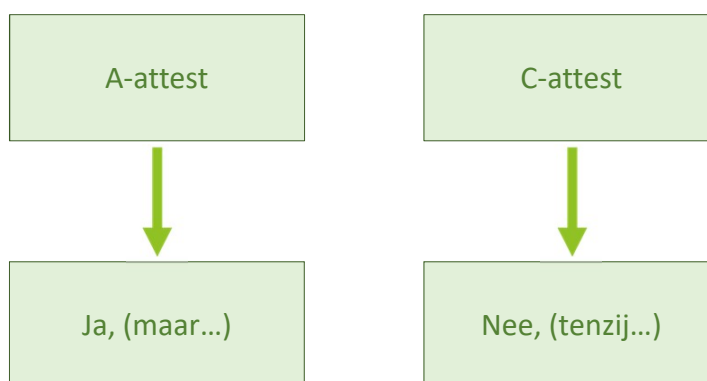 A-attest
C-attest
Ja, (maar…)
Nee, (tenzij…)